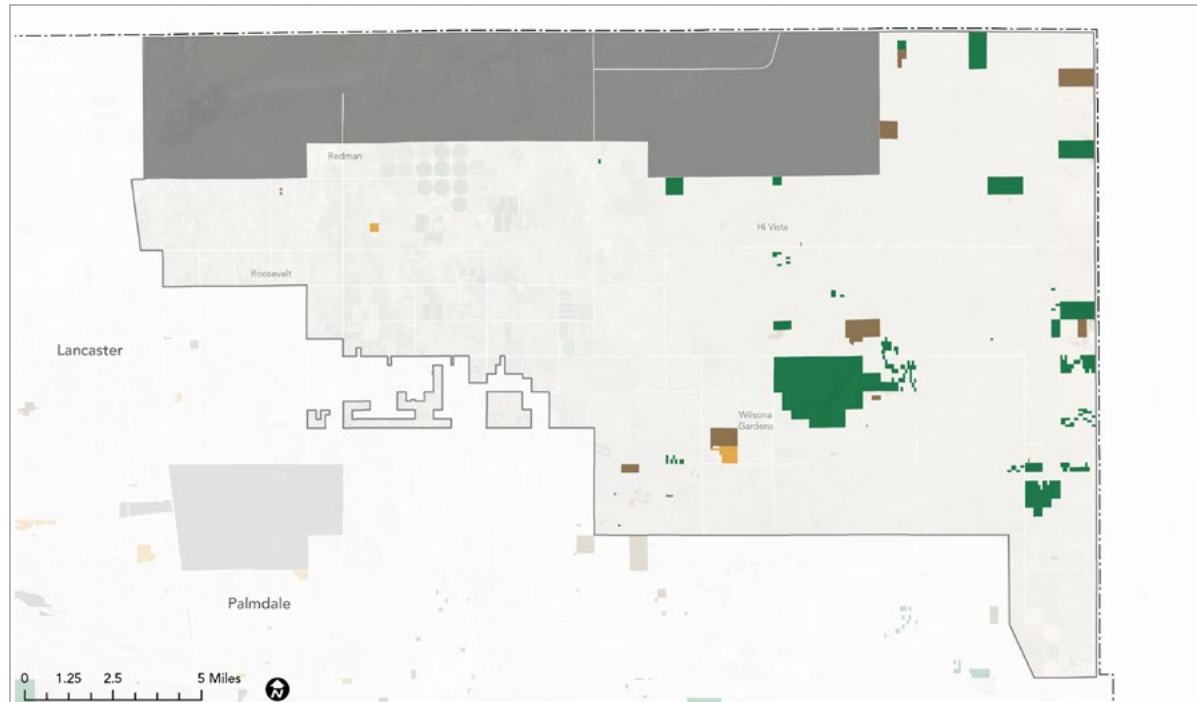 Redman
Hi Vista
Roosevelt
Lancaster
Wilsona
Gardens
Palmdale
0 1.25 2.5 5 Miles
N